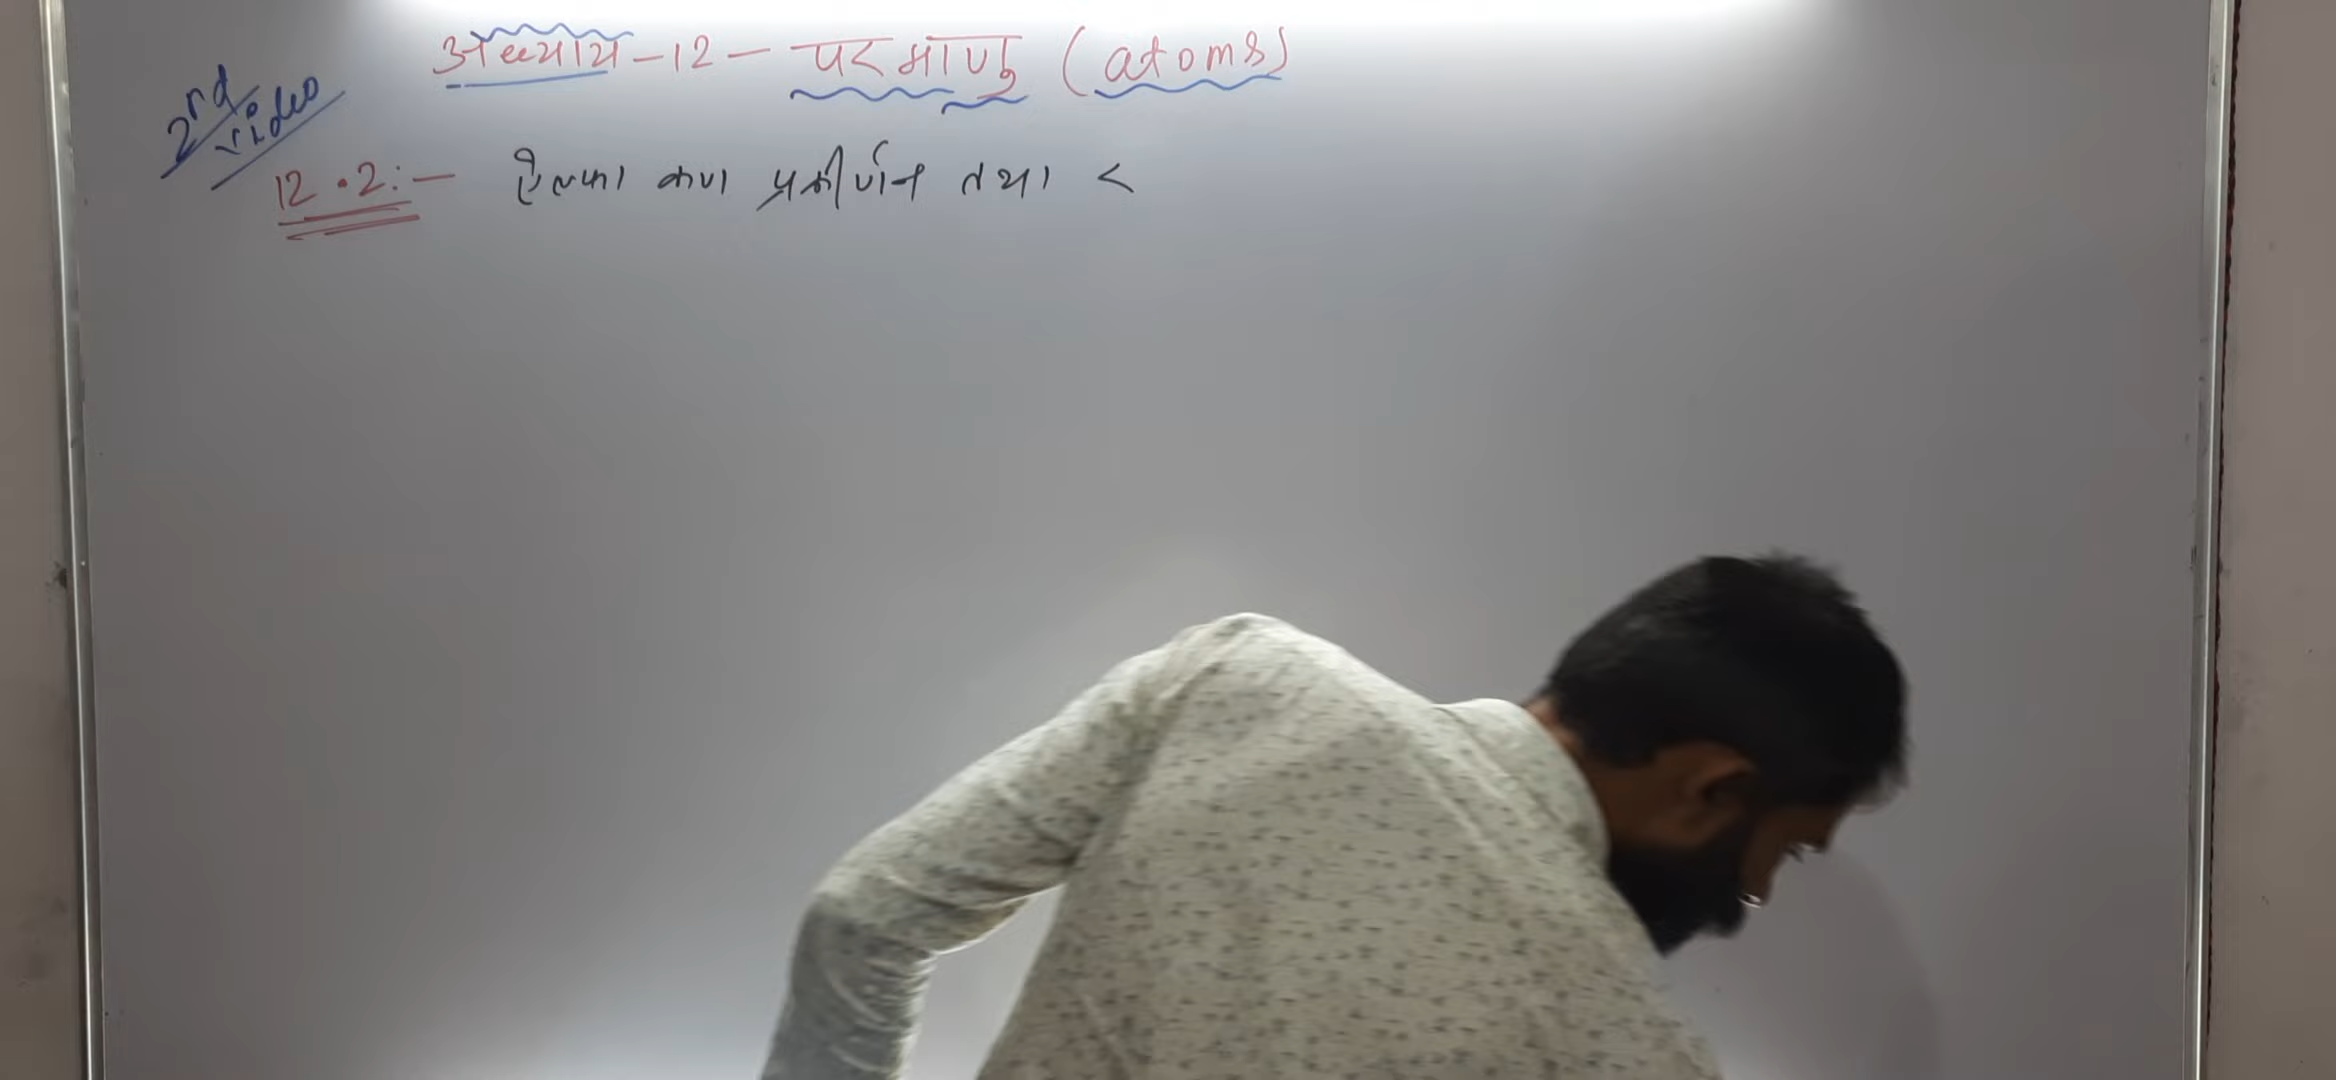 अध्याय - 12 - परमाणु (atoms)
2nd video
12.2:- ऐल्फा कण प्रकीर्णन तथा र